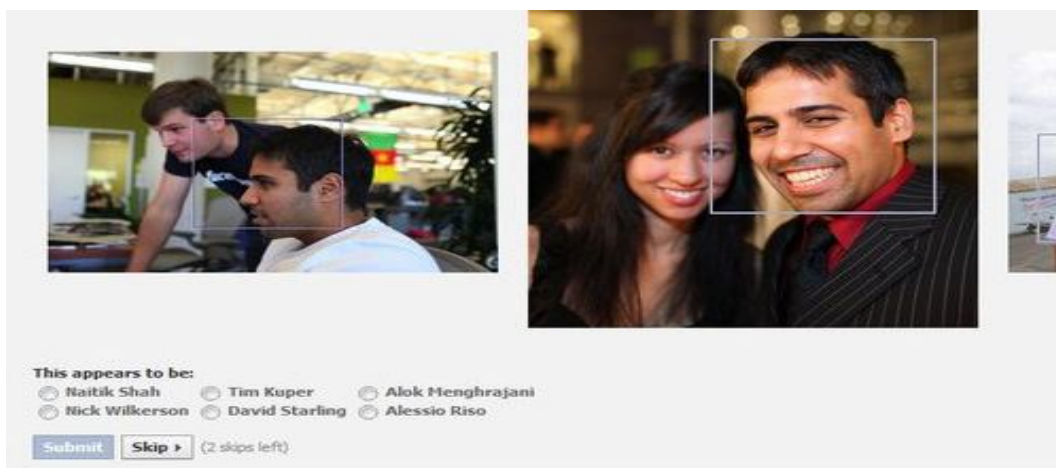 This appears to be:
Naitik Shah Tim Kuper Alok Menghrajani
Nick Wilkerson David Starling Alessio Riso
Submit Skip (2 skips left)